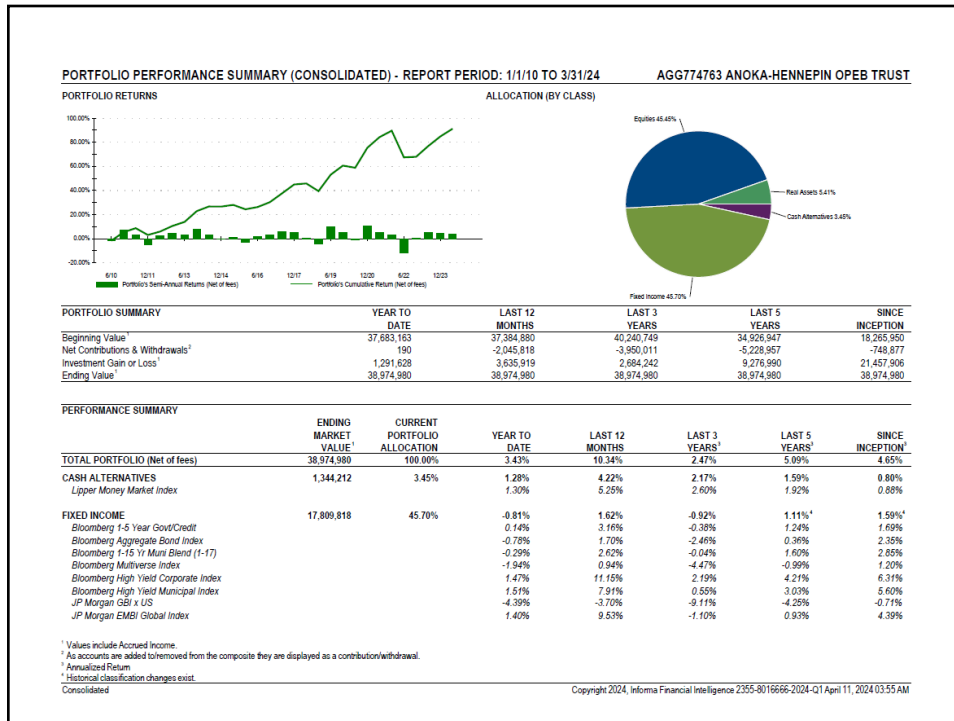 PORTFOLIO PERFORMANCE SUMMARY (CONSOLIDATED) - REPORT PERIOD: 1/1/10 TO 3/31/24 AGG774763 ANOKA-HENNEPIN OPEB TRUST
PORTFOLIO RETURNS ALLOCATION (BY CLASS)
100.00%
80.00%
60.00%
40.00%
20.00%
0.00%
-20.00%
6/10 12/11 6/13 12/14 6/16 12/17 6/19 12/20 6/22 12/23
Portfolio's Semi-Annual Returns (Net of fees) Portfolio's Cumulative Return (Net of fees)
Equities 45.45%
Real Assets 5.41%
Cash Alternatives 3.45%
Fixed Income 45.70%
PORTFOLIO SUMMARY YEAR TO DATE LAST 12 MONTHS LAST 3 YEARS LAST 5 YEARS SINCE INCEPTION
Beginning Value¹ 37,683,163 37,384,880 40,240,749 34,926,947 18,265,950
Net Contributions & Withdrawals² 190 -2,045,818 -3,950,011 -5,228,957 -748,877
Investment Gain or Loss¹ 1,291,628 3,635,919 2,684,242 9,276,990 21,457,906
Ending Value¹ 38,974,980 38,974,980 38,974,980 38,974,980 38,974,980
PERFORMANCE SUMMARY
ENDING MARKET VALUE¹ CURRENT PORTFOLIO ALLOCATION YEAR TO DATE LAST 12 MONTHS LAST 3 YEARS³ LAST 5 YEARS³ SINCE INCEPTION³
TOTAL PORTFOLIO (Net of fees) 38,974,980 100.00% 3.43% 10.34% 2.47% 5.09% 4.65%
CASH ALTERNATIVES 1,344,212 3.45% 1.28% 4.22% 2.17% 1.59% 0.80%
Lipper Money Market Index 1.30% 5.25% 2.60% 1.92% 0.88%
FIXED INCOME 17,809,818 45.70% -0.81% 1.62% -0.92% 1.11%⁴ 1.59%⁴
Bloomberg 1-5 Year Govt/Credit 0.14% 3.16% -0.38% 1.24% 1.69%
Bloomberg Aggregate Bond Index -0.78% 1.70% -2.46% 0.36% 2.35%
Bloomberg 1-15 Yr Muni Blend (1-17) -0.29% 2.62% -0.04% 1.60% 2.85%
Bloomberg Multiverse Index -1.94% 0.94% -4.47% -0.99% 1.20%
Bloomberg High Yield Corporate Index 1.47% 11.15% 2.19% 4.21% 6.31%
Bloomberg High Yield Municipal Index 1.51% 7.91% 0.55% 3.03% 5.60%
JP Morgan GBI x US -4.39% -3.70% -9.11% -4.25% -0.71%
JP Morgan EMBI Global Index 1.40% 9.53% -1.10% 0.93% 4.39%
¹ Values include Accrued Income.
² As accounts are added to/removed from the composite they are displayed as a contribution/withdrawal.
³ Annualized Return
⁴ Historical classification changes exist.
Consolidated Copyright 2024, Informa Financial Intelligence 2355-8016666-2024-Q1 April 11, 2024 03:55 AM